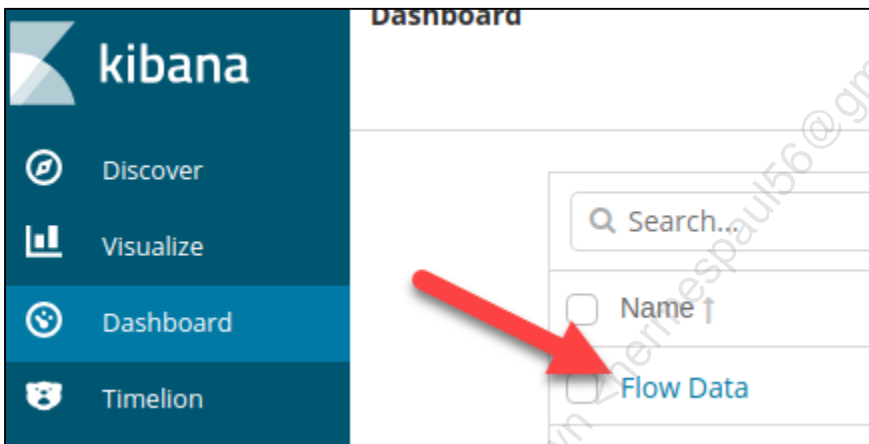 Dashboard
kibana
Discover
Visualize
Dashboard
Timelion
Search...
Name ↑
Flow Data